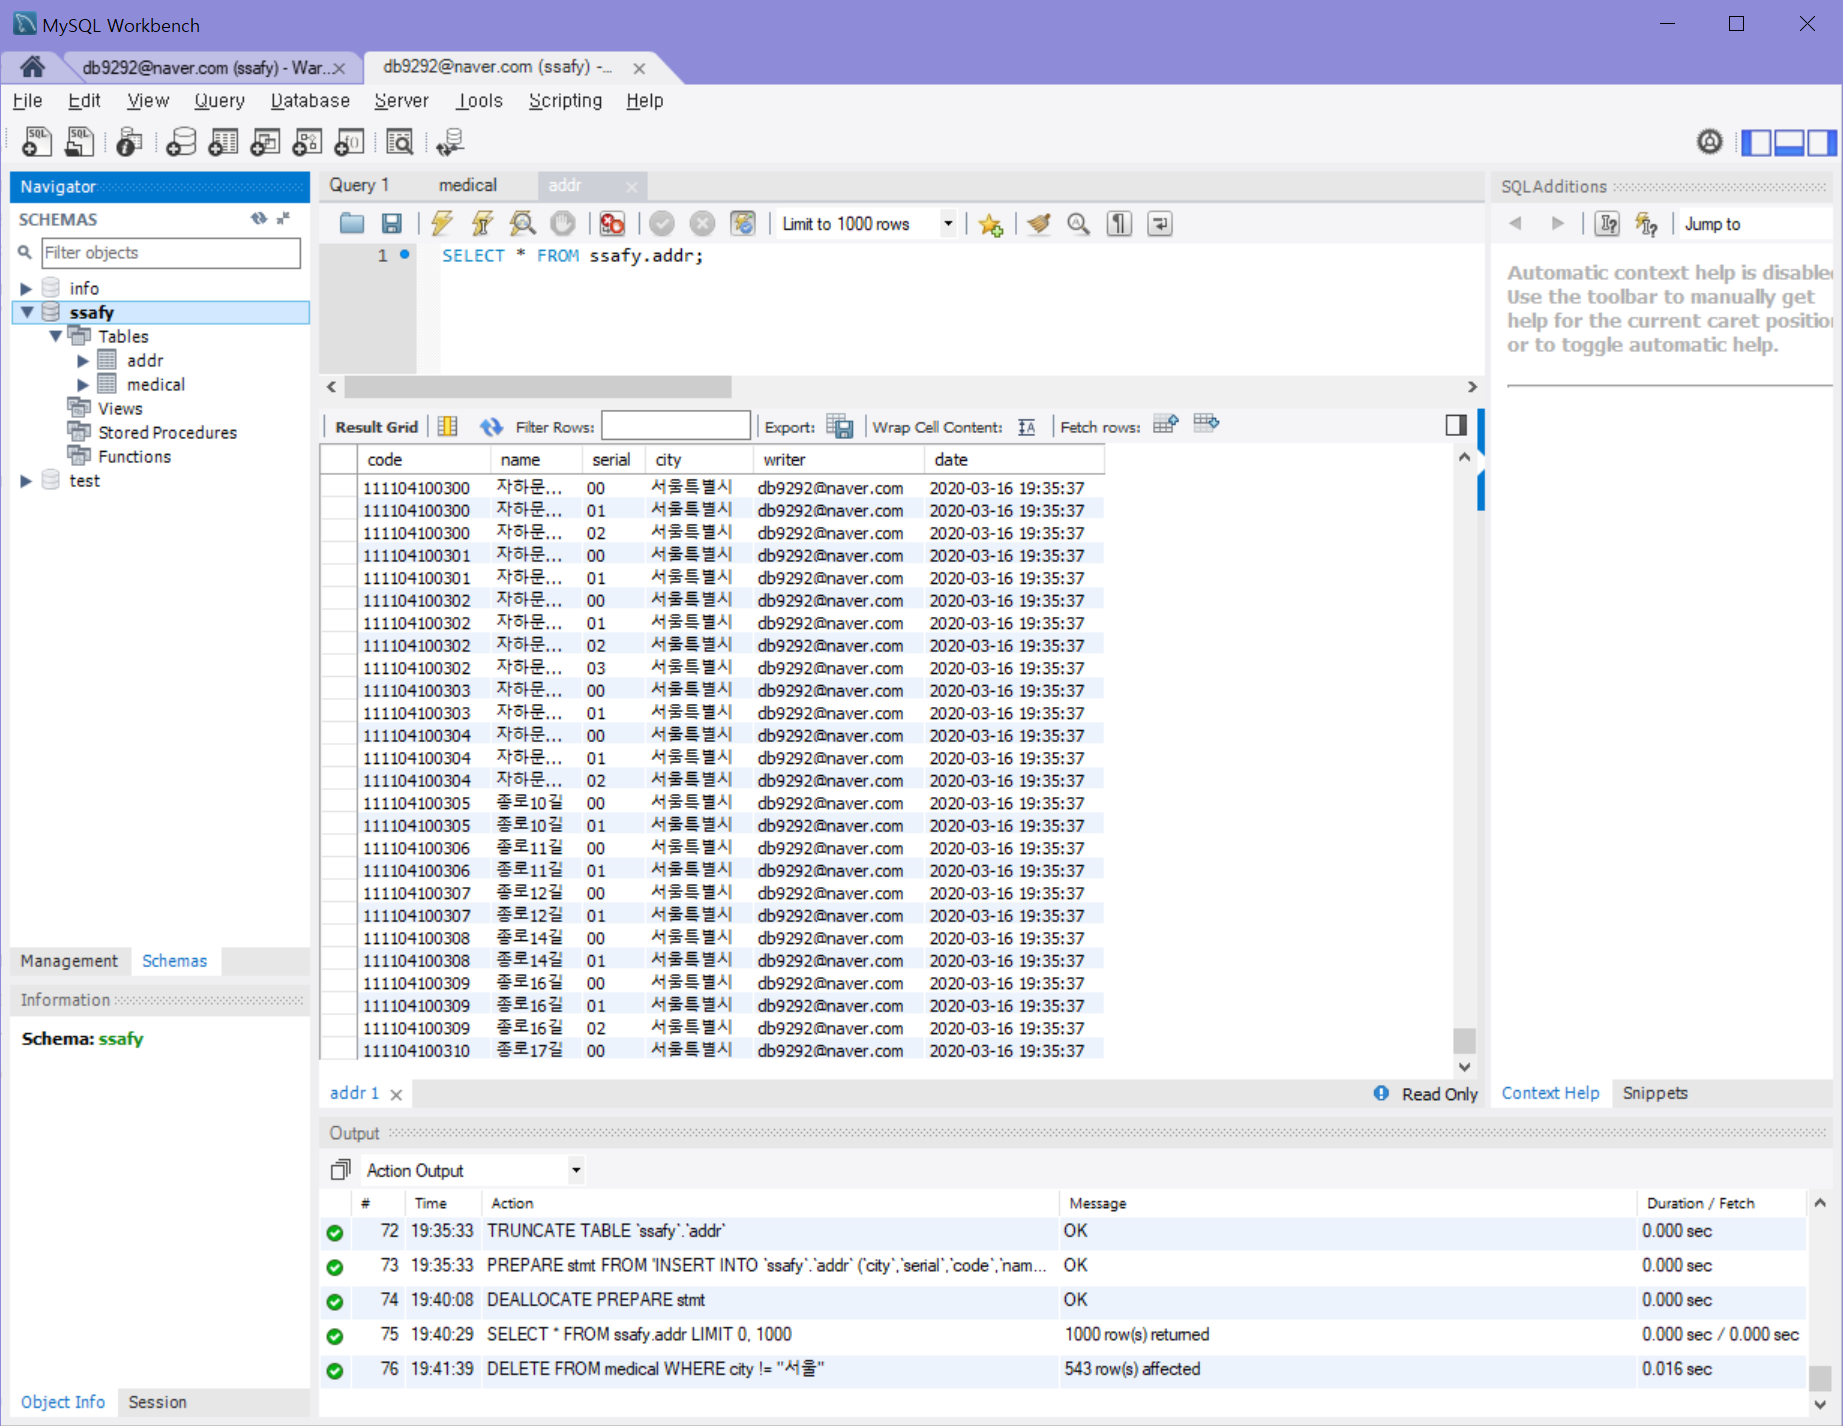 MySQL Workbench
db9292@naver.com (ssafy) - War...
db9292@naver.com (ssafy) -...
File Edit View Query Database Server Tools Scripting Help
Navigator
SCHEMAS
Filter objects
info
ssafy
Tables
addr
medical
Views
Stored Procedures
Functions
test
Management Schemas
Information
Schema: ssafy
Object Info Session
Query 1 medical addr
Limit to 1000 rows
1 SELECT * FROM ssafy.addr;
Result Grid Filter Rows: Export: Wrap Cell Content: Fetch rows:
code name serial city writer date
111104100300 자하문... 00 서울특별시 db9292@naver.com 2020-03-16 19:35:37
111104100300 자하문... 01 서울특별시 db9292@naver.com 2020-03-16 19:35:37
111104100300 자하문... 02 서울특별시 db9292@naver.com 2020-03-16 19:35:37
111104100301 자하문... 00 서울특별시 db9292@naver.com 2020-03-16 19:35:37
111104100301 자하문... 01 서울특별시 db9292@naver.com 2020-03-16 19:35:37
111104100302 자하문... 00 서울특별시 db9292@naver.com 2020-03-16 19:35:37
111104100302 자하문... 01 서울특별시 db9292@naver.com 2020-03-16 19:35:37
111104100302 자하문... 02 서울특별시 db9292@naver.com 2020-03-16 19:35:37
111104100302 자하문... 03 서울특별시 db9292@naver.com 2020-03-16 19:35:37
111104100303 자하문... 00 서울특별시 db9292@naver.com 2020-03-16 19:35:37
111104100303 자하문... 01 서울특별시 db9292@naver.com 2020-03-16 19:35:37
111104100304 자하문... 00 서울특별시 db9292@naver.com 2020-03-16 19:35:37
111104100304 자하문... 01 서울특별시 db9292@naver.com 2020-03-16 19:35:37
111104100304 자하문... 02 서울특별시 db9292@naver.com 2020-03-16 19:35:37
111104100305 종로10길 00 서울특별시 db9292@naver.com 2020-03-16 19:35:37
111104100305 종로10길 01 서울특별시 db9292@naver.com 2020-03-16 19:35:37
111104100306 종로11길 00 서울특별시 db9292@naver.com 2020-03-16 19:35:37
111104100306 종로11길 01 서울특별시 db9292@naver.com 2020-03-16 19:35:37
111104100307 종로12길 00 서울특별시 db9292@naver.com 2020-03-16 19:35:37
111104100307 종로12길 01 서울특별시 db9292@naver.com 2020-03-16 19:35:37
111104100308 종로14길 00 서울특별시 db9292@naver.com 2020-03-16 19:35:37
111104100308 종로14길 01 서울특별시 db9292@naver.com 2020-03-16 19:35:37
111104100309 종로16길 00 서울특별시 db9292@naver.com 2020-03-16 19:35:37
111104100309 종로16길 01 서울특별시 db9292@naver.com 2020-03-16 19:35:37
111104100309 종로16길 02 서울특별시 db9292@naver.com 2020-03-16 19:35:37
111104100310 종로17길 00 서울특별시 db9292@naver.com 2020-03-16 19:35:37
addr 1
Read Only
SQLAdditions
Jump to
Automatic context help is disable
Use the toolbar to manually get
help for the current caret positio
or to toggle automatic help.
Context Help Snippets
Output
Action Output
# Time Action Message Duration / Fetch
72 19:35:33 TRUNCATE TABLE `ssafy`.`addr` OK 0.000 sec
73 19:35:33 PREPARE stmt FROM 'INSERT INTO `ssafy`.`addr` (`city`,`serial`,`code`,`nam... OK 0.000 sec
74 19:40:08 DEALLOCATE PREPARE stmt OK 0.000 sec
75 19:40:29 SELECT * FROM ssafy.addr LIMIT 0, 1000 1000 row(s) returned 0.000 sec / 0.000 sec
76 19:41:39 DELETE FROM medical WHERE city != "서울" 543 row(s) affected 0.016 sec